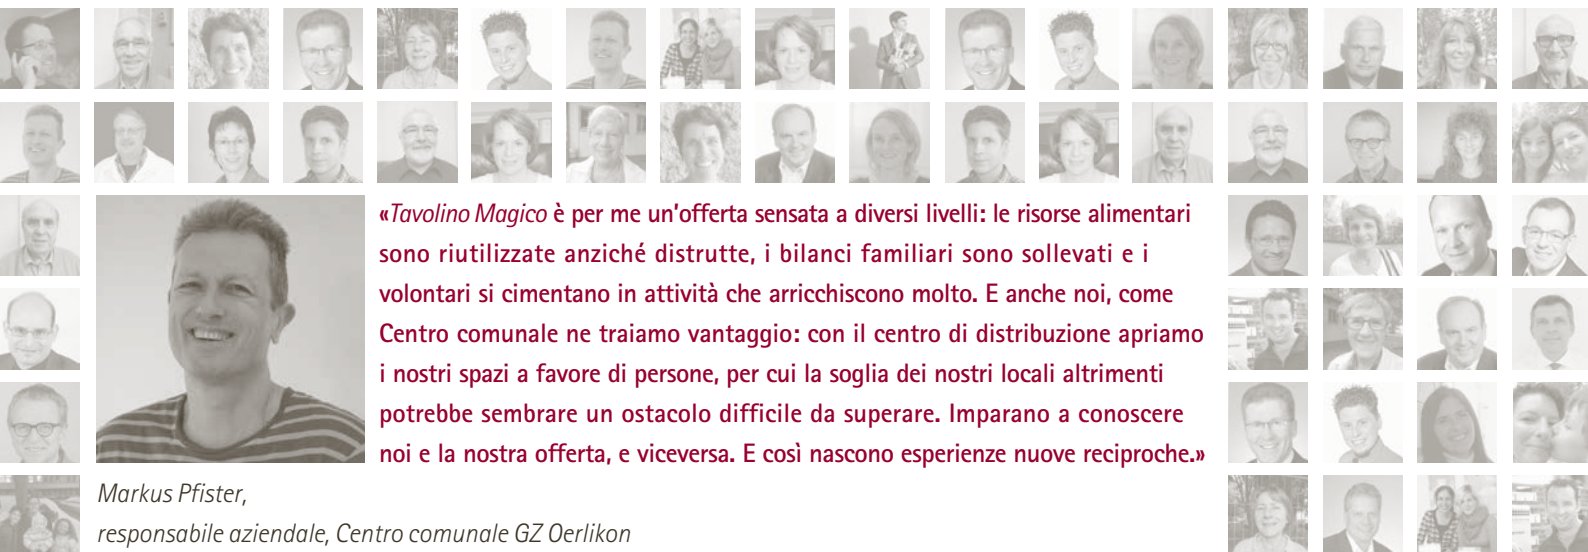 «Tavolino Magico è per me un’offerta sensata a diversi livelli: le risorse alimentari
sono riutilizzate anziché distrutte, i bilanci familiari sono sollevati e i
volontari si cimentano in attività che arricchiscono molto. E anche noi, come
Centro comunale ne traiamo vantaggio: con il centro di distribuzione apriamo
i nostri spazi a favore di persone, per cui la soglia dei nostri locali altrimenti
potrebbe sembrare un ostacolo difficile da superare. Imparano a conoscere
noi e la nostra offerta, e viceversa. E così nascono esperienze nuove reciproche.»
Markus Pfister,
responsabile aziendale, Centro comunale GZ Oerlikon